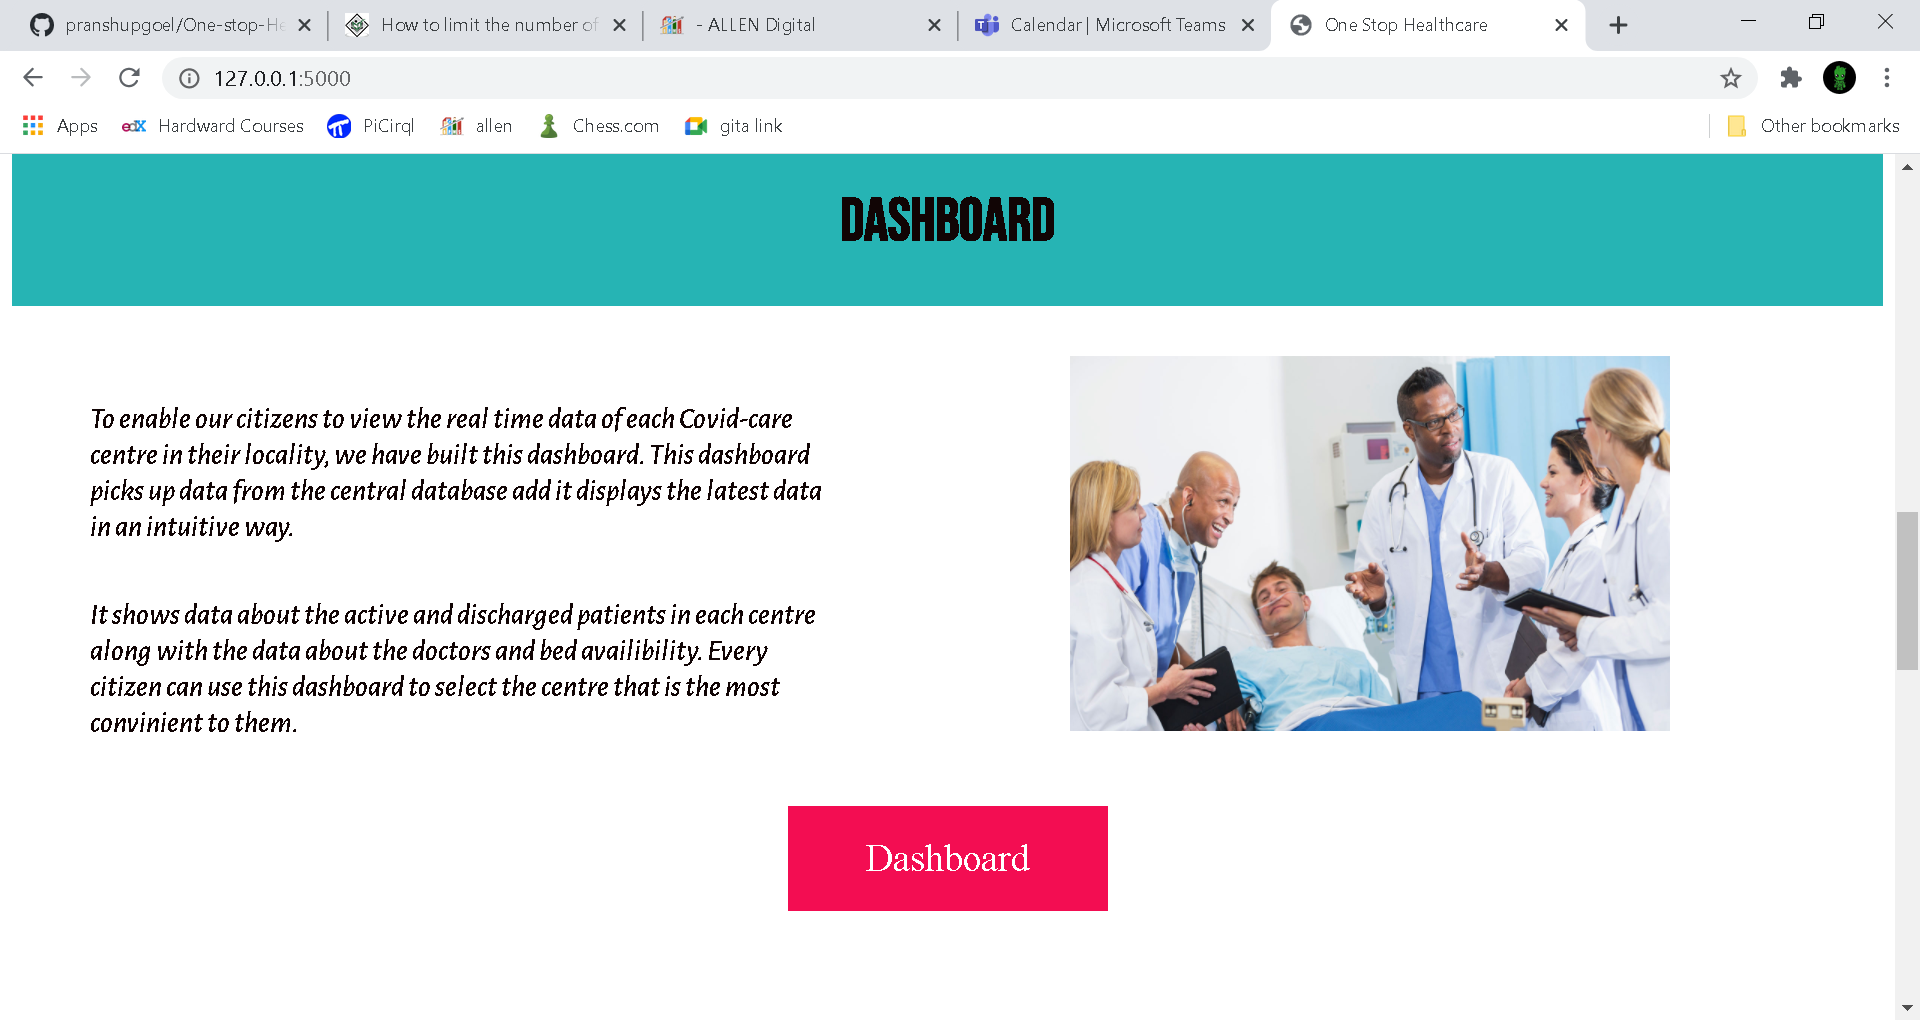 pranshupgoel/One-stop-He
How to limit the number of
- ALLEN Digital
Calendar | Microsoft Teams
One Stop Healthcare
127.0.0.1:5000
Apps
edX
Hardward Courses
PiCirql
allen
Chess.com
gita link
Other bookmarks
DASHBOARD
To enable our citizens to view the real time data of each Covid-care
centre in their locality, we have built this dashboard. This dashboard
picks up data from the central database add it displays the latest data
in an intuitive way.
It shows data about the active and discharged patients in each centre
along with the data about the doctors and bed availibility. Every
citizen can use this dashboard to select the centre that is the most
convinient to them.
Dashboard